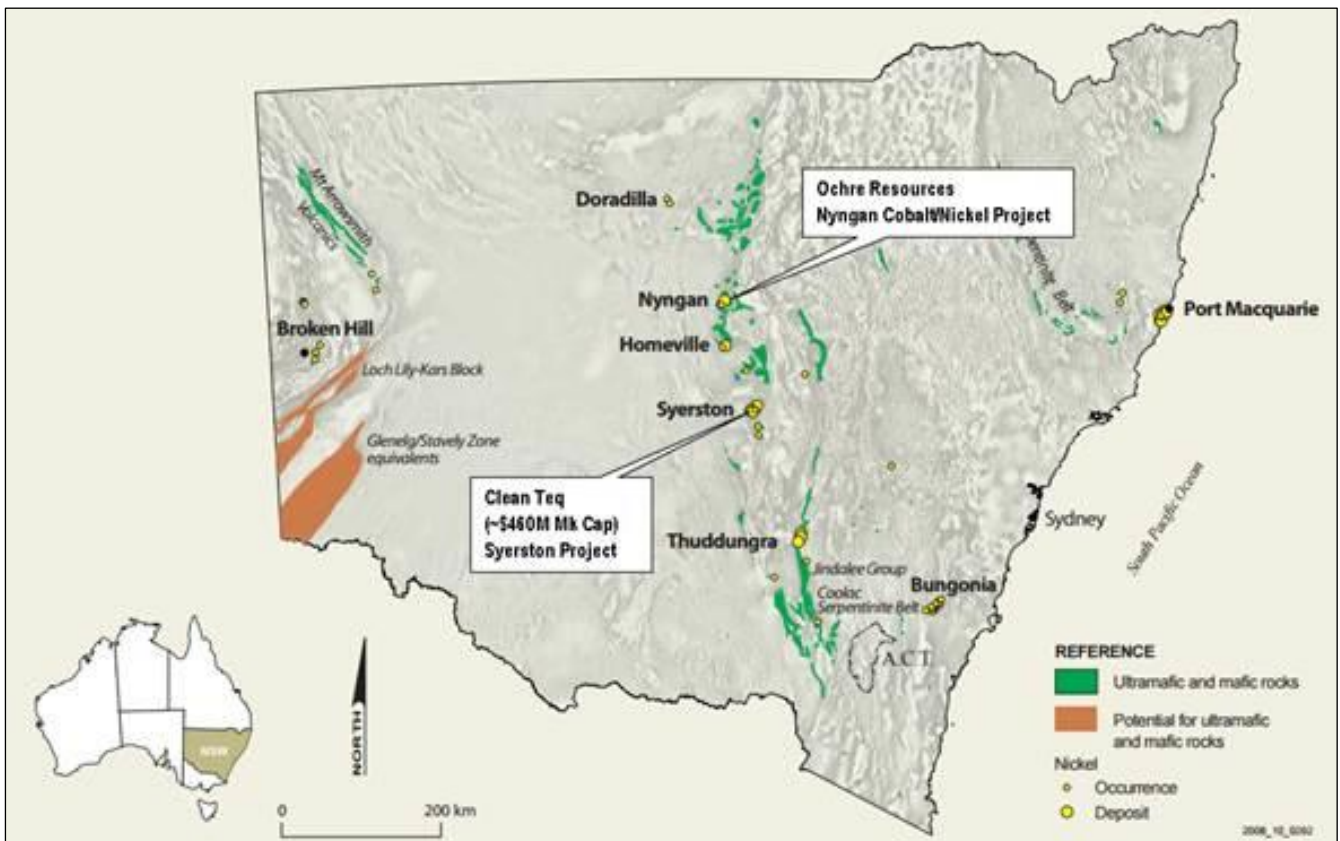 Ochre Resources
Nyngan Cobalt/Nickel Project
Mt Arrowsmith
Volcanics
Doradilla
Nyngan
Broken Hill
Homeville
Port Macquarie
Belt
Loch Lily-Kars Block
Syerston
Glenelg/Stavely Zone
equivalents
Clean Teq
(~$460M Mk Cap)
Syerston Project
Sydney
South Pacific Ocean
Thuddungra
Jindalee Group
Bungonia
Coolac
Serpentinite Belt
A.C.T.
NSW
NORTH
0 200 km
REFERENCE
Ultramafic and mafic rocks
Potential for ultramafic
and mafic rocks
Nickel
Occurrence
Deposit